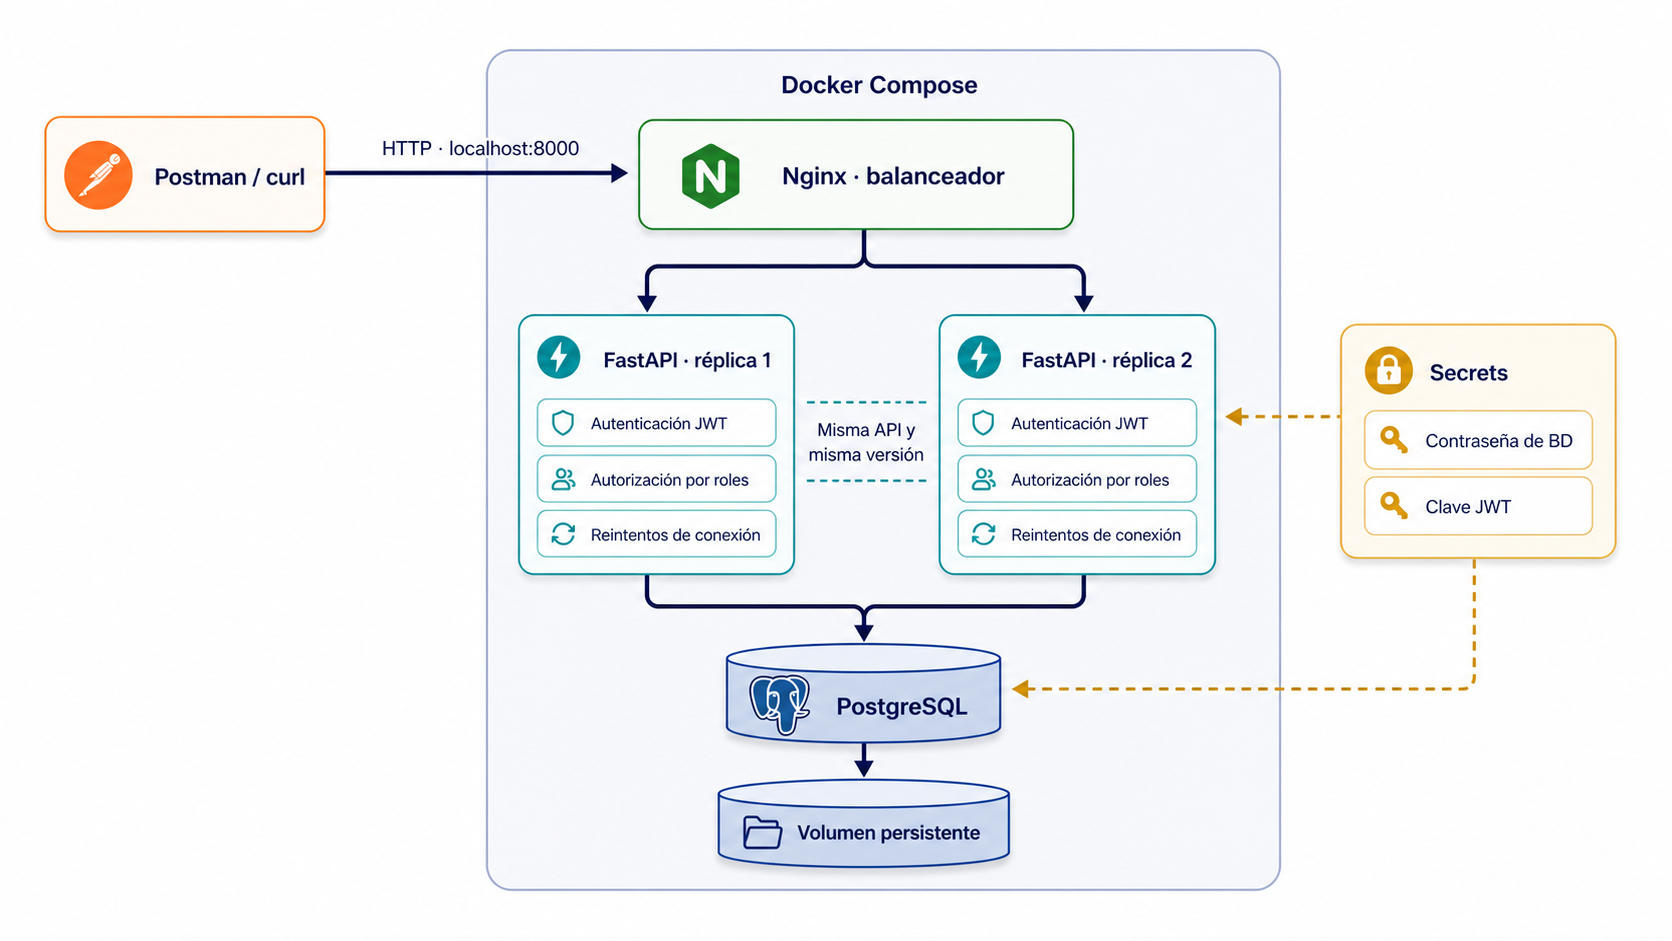 Docker Compose
Postman / curl
HTTP · localhost:8000
Nginx · balanceador
FastAPI · réplica 1
Autenticación JWT
Autorización por roles
Reintentos de conexión
Misma API y
misma versión
FastAPI · réplica 2
Autenticación JWT
Autorización por roles
Reintentos de conexión
Secrets
Contraseña de BD
Clave JWT
PostgreSQL
Volumen persistente